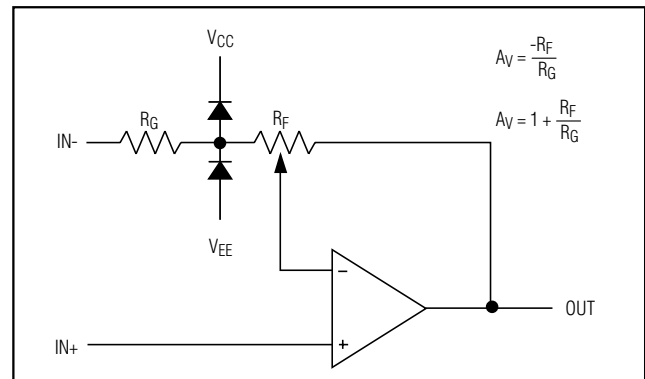 VCC
AV = -RF/RG
RG
RF
AV = 1 + RF/RG
IN-
VEE
−
OUT
IN+
+